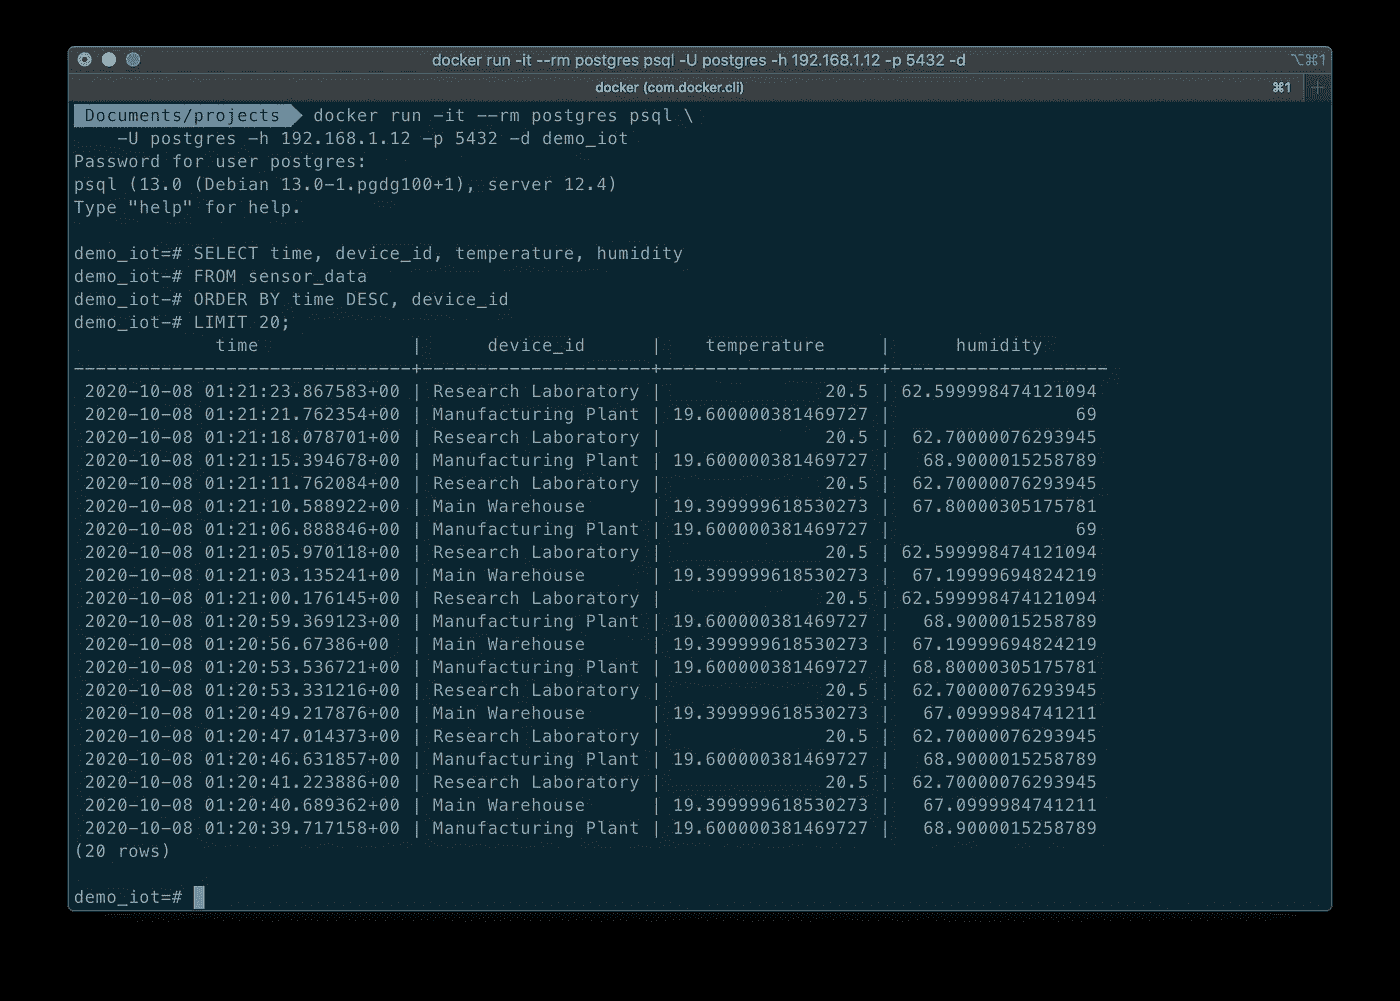 docker run -it --rm postgres psql -U postgres -h 192.168.1.12 -p 5432 -d
⌥⌘1
docker (com.docker.cli)
⌘1
+
Documents/projects docker run -it --rm postgres psql \
-U postgres -h 192.168.1.12 -p 5432 -d demo_iot
Password for user postgres:
psql (13.0 (Debian 13.0-1.pgdg100+1), server 12.4)
Type "help" for help.
demo_iot=# SELECT time, device_id, temperature, humidity
demo_iot-# FROM sensor_data
demo_iot-# ORDER BY time DESC, device_id
demo_iot-# LIMIT 20;
time | device_id | temperature | humidity
-------------------------------+---------------------+--------------------+--------------------
2020-10-08 01:21:23.867583+00 | Research Laboratory | 20.5 | 62.599998474121094
2020-10-08 01:21:21.762354+00 | Manufacturing Plant | 19.600000381469727 | 69
2020-10-08 01:21:18.078701+00 | Research Laboratory | 20.5 | 62.70000076293945
2020-10-08 01:21:15.394678+00 | Manufacturing Plant | 19.600000381469727 | 68.9000015258789
2020-10-08 01:21:11.762084+00 | Research Laboratory | 20.5 | 62.70000076293945
2020-10-08 01:21:10.588922+00 | Main Warehouse | 19.399999618530273 | 67.80000305175781
2020-10-08 01:21:06.888846+00 | Manufacturing Plant | 19.600000381469727 | 69
2020-10-08 01:21:05.970118+00 | Research Laboratory | 20.5 | 62.599998474121094
2020-10-08 01:21:03.135241+00 | Main Warehouse | 19.399999618530273 | 67.19999694824219
2020-10-08 01:21:00.176145+00 | Research Laboratory | 20.5 | 62.599998474121094
2020-10-08 01:20:59.369123+00 | Manufacturing Plant | 19.600000381469727 | 68.9000015258789
2020-10-08 01:20:56.67386+00 | Main Warehouse | 19.399999618530273 | 67.19999694824219
2020-10-08 01:20:53.536721+00 | Manufacturing Plant | 19.600000381469727 | 68.80000305175781
2020-10-08 01:20:53.331216+00 | Research Laboratory | 20.5 | 62.70000076293945
2020-10-08 01:20:49.217876+00 | Main Warehouse | 19.399999618530273 | 67.0999984741211
2020-10-08 01:20:47.014373+00 | Research Laboratory | 20.5 | 62.70000076293945
2020-10-08 01:20:46.631857+00 | Manufacturing Plant | 19.600000381469727 | 68.9000015258789
2020-10-08 01:20:41.223886+00 | Research Laboratory | 20.5 | 62.70000076293945
2020-10-08 01:20:40.689362+00 | Main Warehouse | 19.399999618530273 | 67.0999984741211
2020-10-08 01:20:39.717158+00 | Manufacturing Plant | 19.600000381469727 | 68.9000015258789
(20 rows)
demo_iot=#